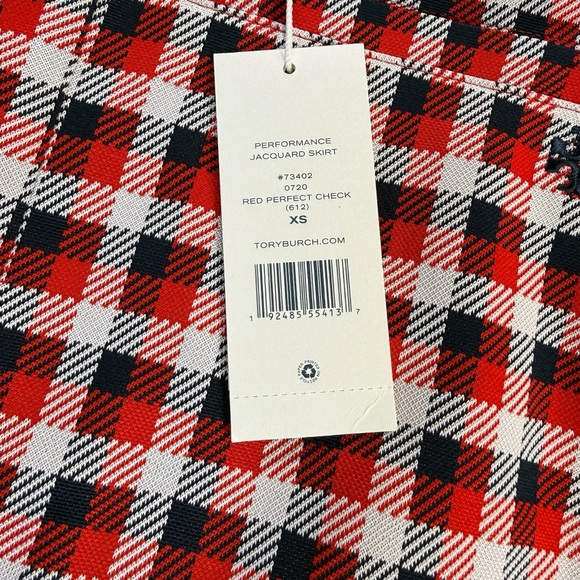 PERFORMANCE
JACQUARD SKIRT
#73402
0720
RED PERFECT CHECK
(612)
XS
TORYBURCH.COM
1 92485 55413 7